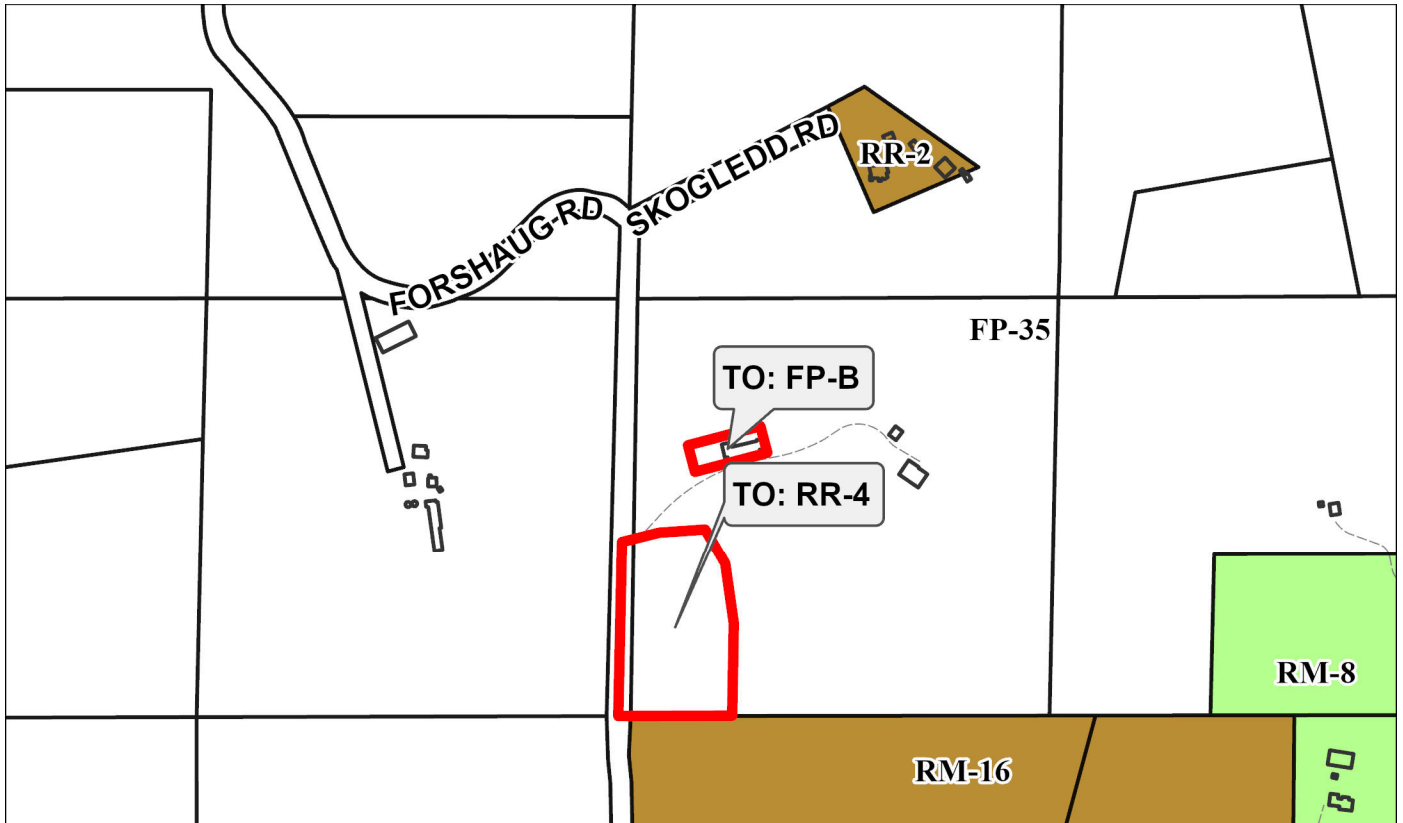 SKOGLEDD RD
RR-2
FORSHAUG RD
FP-35
TO: FP-B
TO: RR-4
RM-8
RM-16